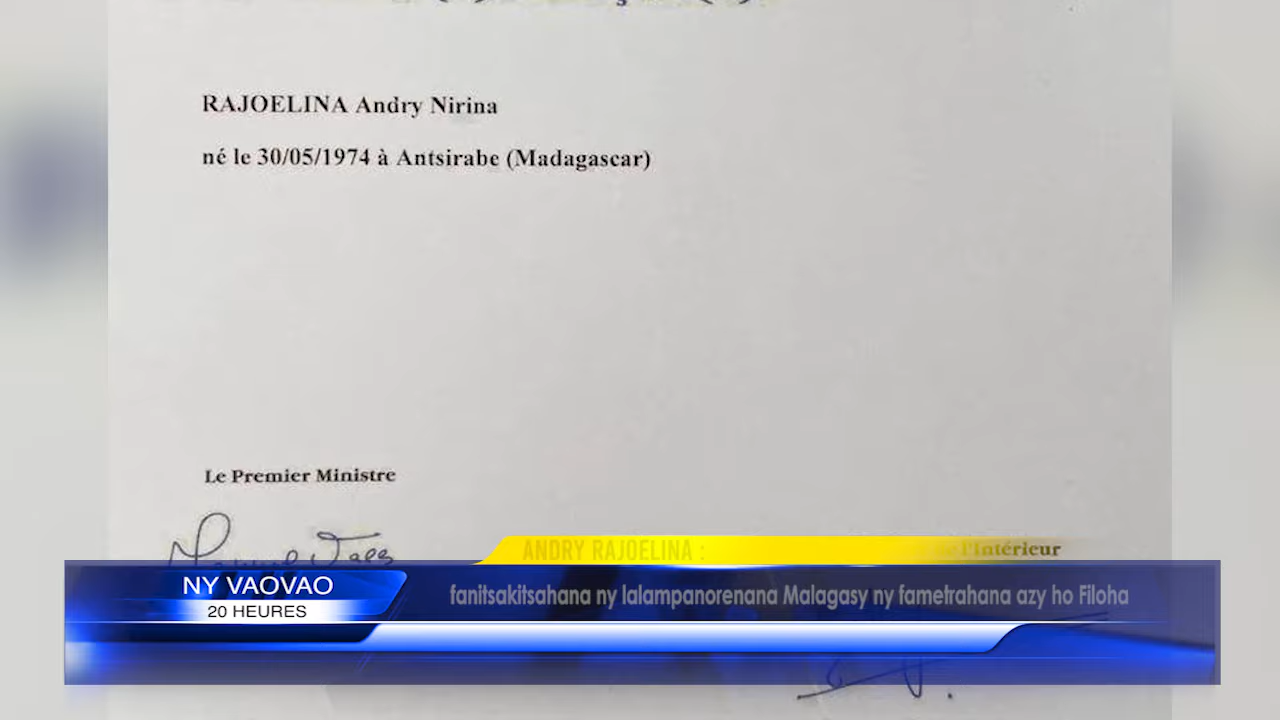 RAJOELINA Andry Nirina
né le 30/05/1974 à Antsirabe (Madagascar)
Le Premier Ministre
l'Intérieur
ANDRY RAJOELINA :
NY VAOVAO
20 HEURES
fanitsakitsahana ny lalampanorenana Malagasy ny fametrahana azy ho Filoha